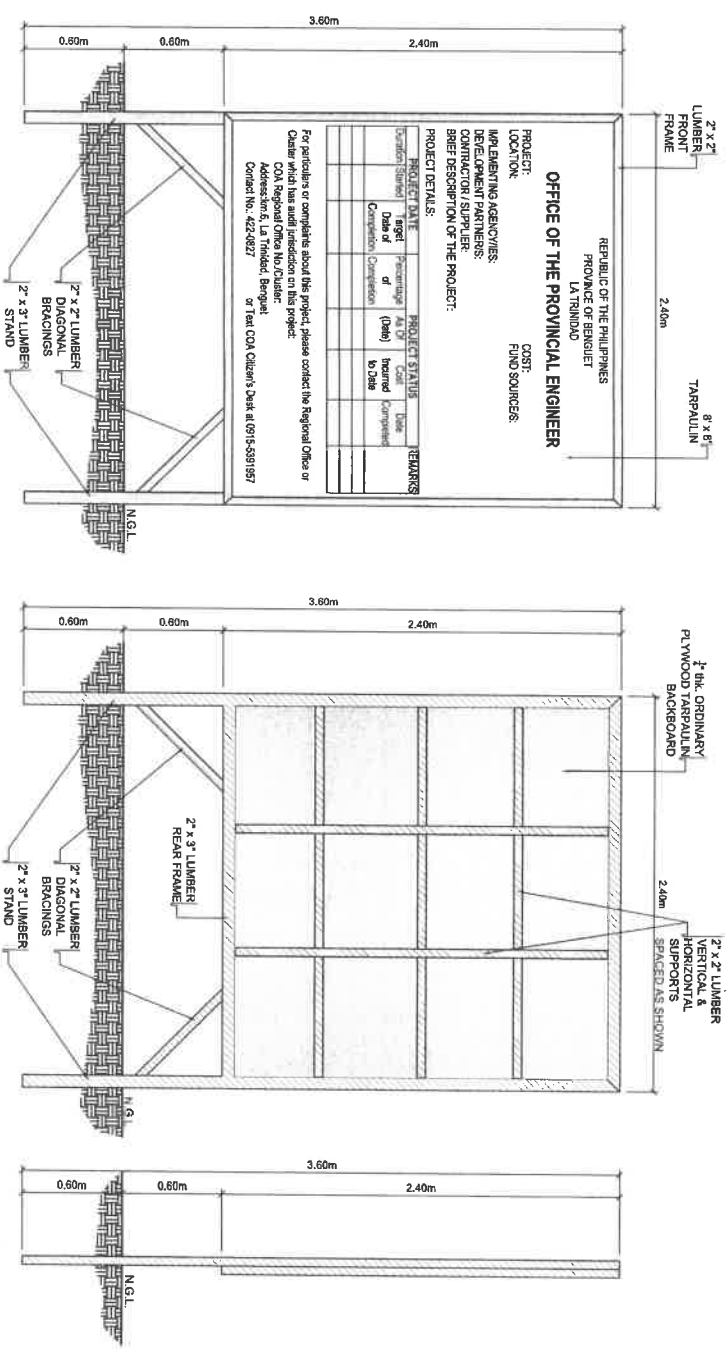 2" x 2"
LUMBER
FRONT
FRAME
2.40m
8' x 8'
TARPAULIN
REPUBLIC OF THE PHILIPPINES
PROVINCE OF BENGUET
LA TRINIDAD
OFFICE OF THE PROVINCIAL ENGINEER
PROJECT: COST:
LOCATION: FUND SOURCE/S:
IMPLEMENTING AGENCY/IES:
DEVELOPMENT PARTNER/S:
CONTRACTOR / SUPPLIER:
BRIEF DESCRIPTION OF THE PROJECT:
PROJECT DETAILS:
PROJECT DATE PROJECT STATUS REMARKS
Duration Started Target Date of Completion Percentage of Completion As Of (Date) Cost Incurred to Date Date Completed
For particulars or complaints about this project, please contact the Regional Office or
Cluster which has audit jurisdiction on this project:
COA Regional Office No./Cluster:
Address:km.6, La Trinidad, Benguet
Contact No.: 422-0827 or Text COA Citizen's Desk at 0915-5391957
3.60m
2.40m
0.60m
0.60m
N.G.L.
2" x 2" LUMBER
DIAGONAL
BRACINGS
2" x 3" LUMBER
STAND
¼" thk. ORDINARY
PLYWOOD TARPAULIN
BACKBOARD
2.40m
2" x 2" LUMBER
VERTICAL &
HORIZONTAL
SUPPORTS
SPACED AS SHOWN
3.60m
2.40m
0.60m
0.60m
2" x 3" LUMBER
REAR FRAME
N.G.L.
2" x 2" LUMBER
DIAGONAL
BRACINGS
2" x 3" LUMBER
STAND
3.60m
2.40m
0.60m
0.60m
N.G.L.